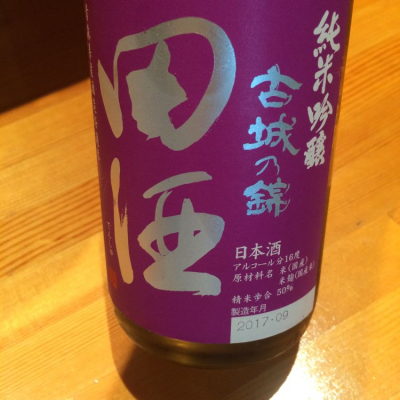 純米吟醸
古城乃錦
田酒
日本酒
アルコール分16度
原材料名 米(国産)
米麹(国産米)
精米歩合 50%
製造年月
2017.09